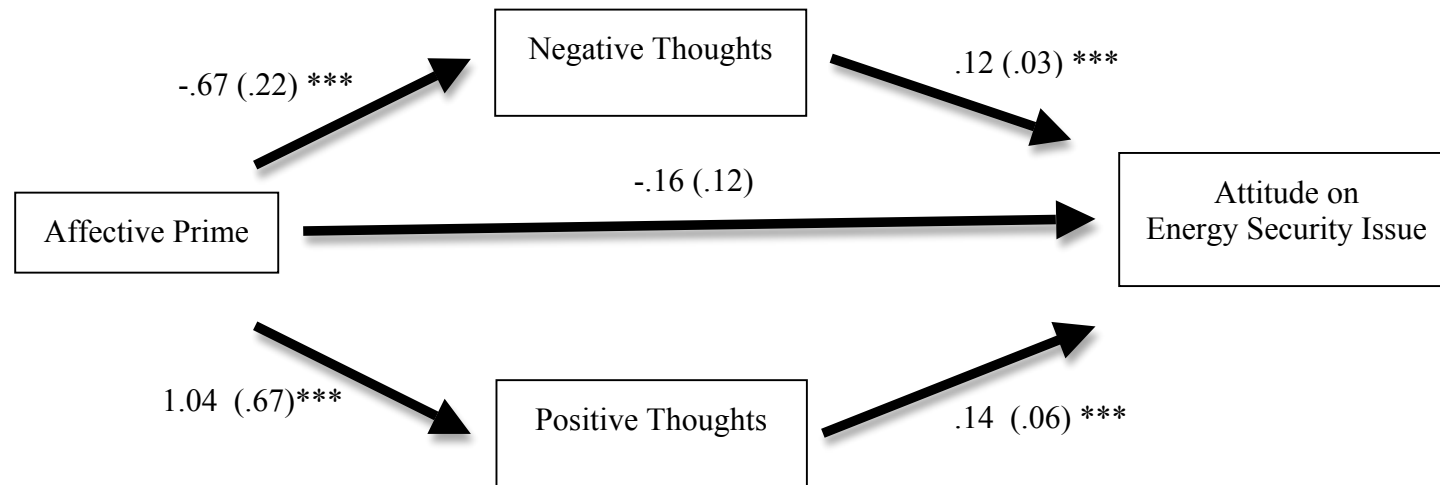 Negative Thoughts
-.67 (.22) ***
.12 (.03) ***
-.16 (.12)
Affective Prime
Attitude on
Energy Security Issue
1.04  (.67)***
Positive Thoughts
.14  (.06) ***